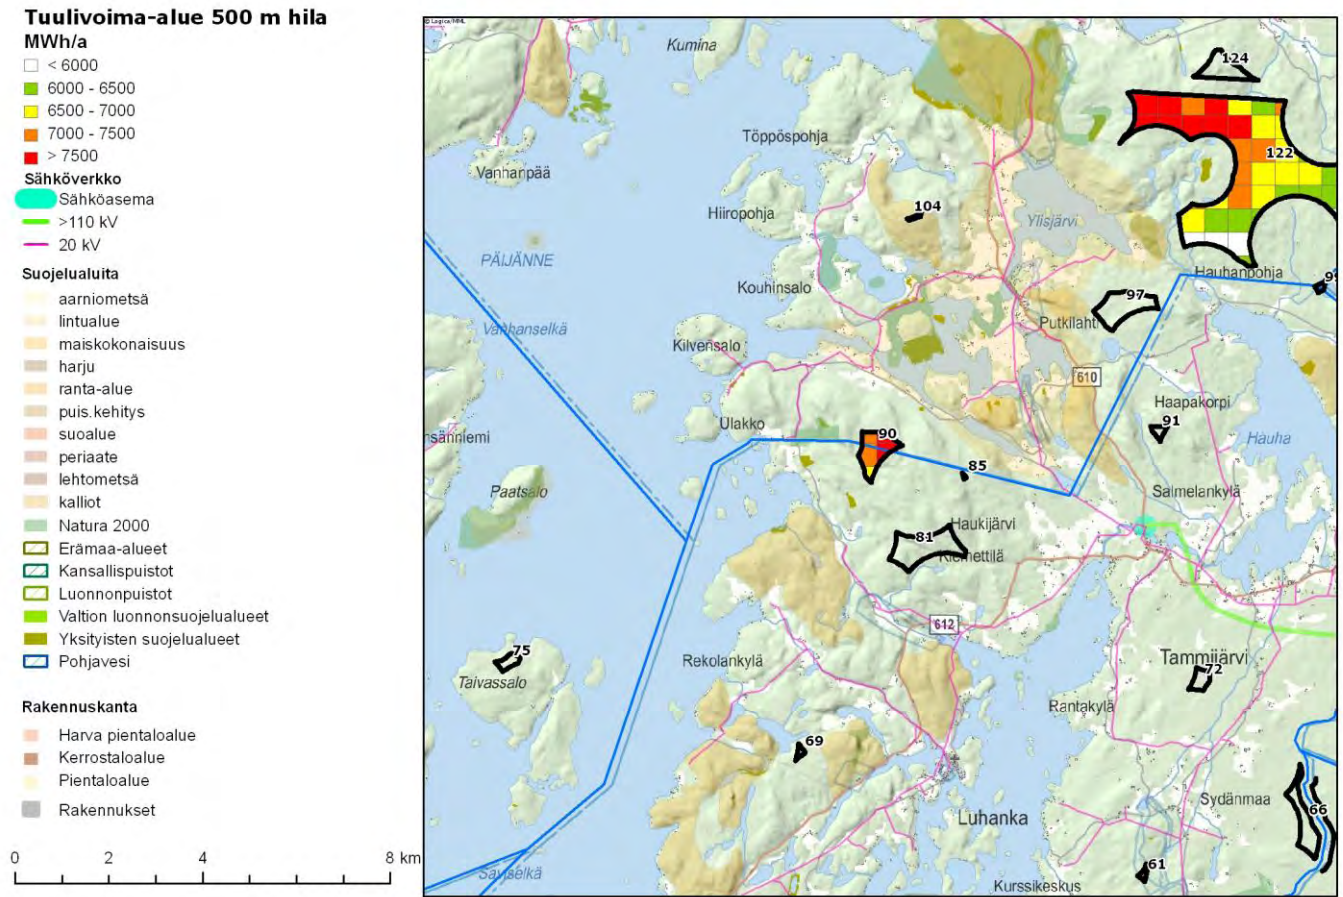 Tuulivoima-alue 500 m hila
MWh/a
< 6000
6000 - 6500
6500 - 7000
7000 - 7500
> 7500
Sähköverkko
Sähköasema
>110 kV
20 kV
Suojelualuita
aarniometsä
lintualue
maiskokonaisuus
harju
ranta-alue
puis.kehitys
suoalue
periaate
lehtometsä
kalliot
Natura 2000
Erämaa-alueet
Kansallispuistot
Luonnonpuistot
Valtion luonnonsuojelualueet
Yksityisten suojelualueet
Pohjavesi
Rakennuskanta
Harva pientaloalue
Kerrostaloalue
Pientaloalue
Rakennukset
0 2 4 8 km
© Logica/MML
Kumina
124
Töppöspohja
122
Vanhanpää
104
Hiiropohja
Ylisjärvi
PÄIJÄNNE
Hauhanpohja
Kouhinsalo
97
Vanhanselkä
Putkilahti
Kilvensalo
610
Haapakorpi
Ulakko
91
90
Hauha
sänniemi
85
Paatsalo
Salmelankylä
Haukijärvi
81
612
75
Rekolankylä
Tammijärvi
72
Taivassalo
Rantakylä
69
Sydänmaa
66
Luhanka
61
Kurssikeskus